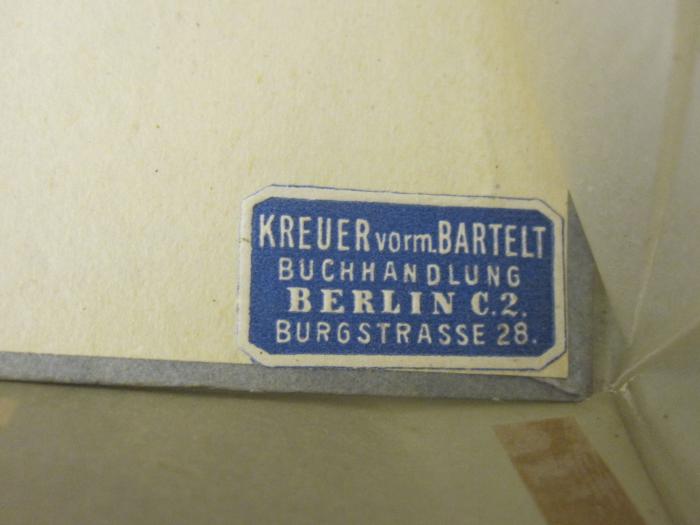 KREUER vorm. BARTELT
BUCHHANDLUNG
BERLIN C.2.
BURGSTRASSE 28.